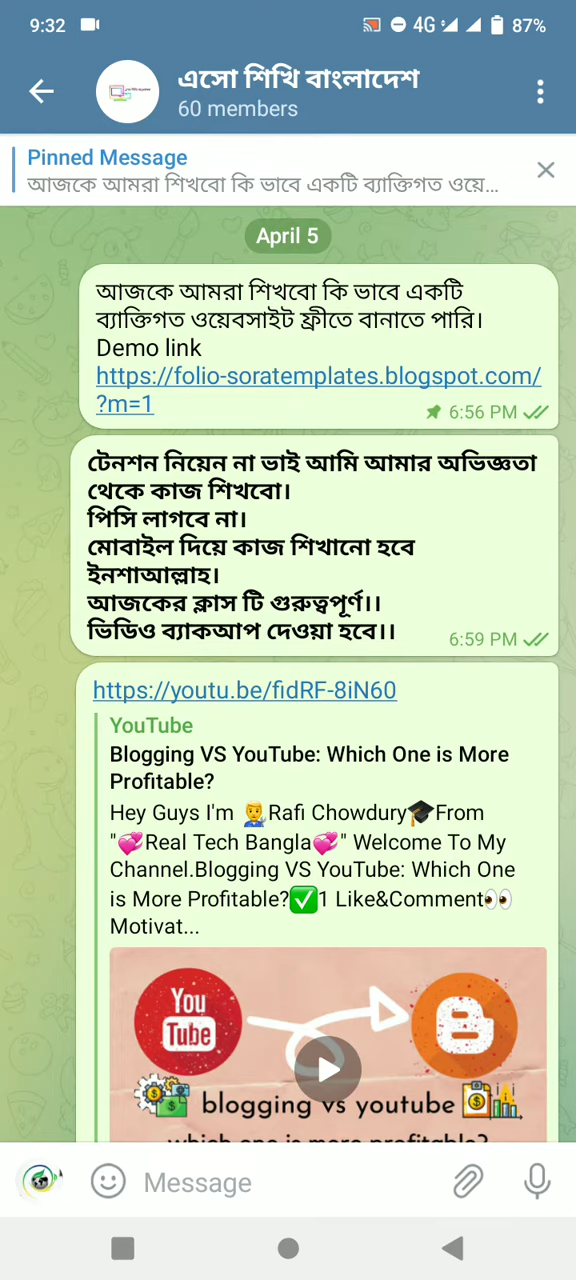 9:32
4G
87%
এসো শিখি বাংলাদেশ
60 members
Pinned Message
আজকে আমরা শিখবো কি ভাবে একটি ব্যাক্তিগত ওয়ে...
April 5
আজকে আমরা শিখবো কি ভাবে একটি
ব্যাক্তিগত ওয়েবসাইট ফ্রীতে বানাতে পারি।
Demo link
https://folio-soratemplates.blogspot.com/
?m=1
6:56 PM
টেনশন নিয়েন না ভাই আমি আমার অভিজ্ঞতা
থেকে কাজ শিখবো।
পিসি লাগবে না।
মোবাইল দিয়ে কাজ শিখানো হবে
ইনশাআল্লাহ।
আজকের ক্লাস টি গুরুত্বপূর্ণ।।
ভিডিও ব্যাকআপ দেওয়া হবে।।
6:59 PM
https://youtu.be/fidRF-8iN60
YouTube
Blogging VS YouTube: Which One is More
Profitable?
Hey Guys I'm 👨‍🎓Rafi Chowdury🎓From
"💞Real Tech Bangla💞" Welcome To My
Channel.Blogging VS YouTube: Which One
is More Profitable?✅1 Like&Comment👀
Motivat...
You
Tube
blogging vs youtube
which one is more profitable?
Message